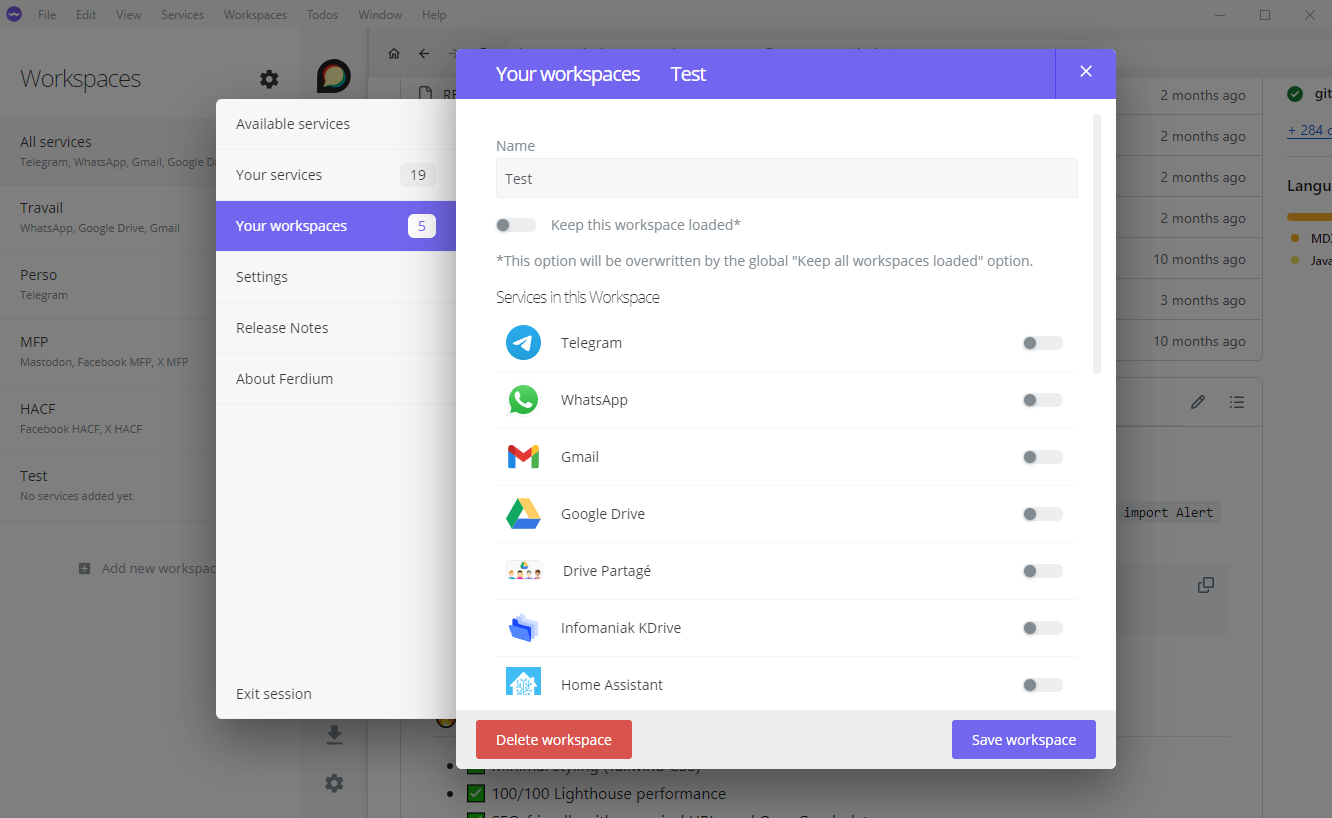 File Edit View Services Workspaces Todos Window Help
Workspaces
All services
Telegram, WhatsApp, Gmail, Google D
Travail
WhatsApp, Google Drive, Gmail
Perso
Telegram
MFP
Mastodon, Facebook MFP, X MFP
HACF
Facebook HACF, X HACF
Test
No services added yet
Add new workspac
Available services
Your services 19
Your workspaces 5
Settings
Release Notes
About Ferdium
Exit session
Your workspaces Test
Name
Test
Keep this workspace loaded*
*This option will be overwritten by the global "Keep all workspaces loaded" option.
Services in this Workspace
Telegram
WhatsApp
Gmail
Google Drive
Drive Partagé
Infomaniak KDrive
Home Assistant
Delete workspace
Save workspace
RE
2 months ago
2 months ago
2 months ago
2 months ago
10 months ago
3 months ago
10 months ago
git
+ 284 c
Langu
MD
Java
import Alert
100/100 Lighthouse performance